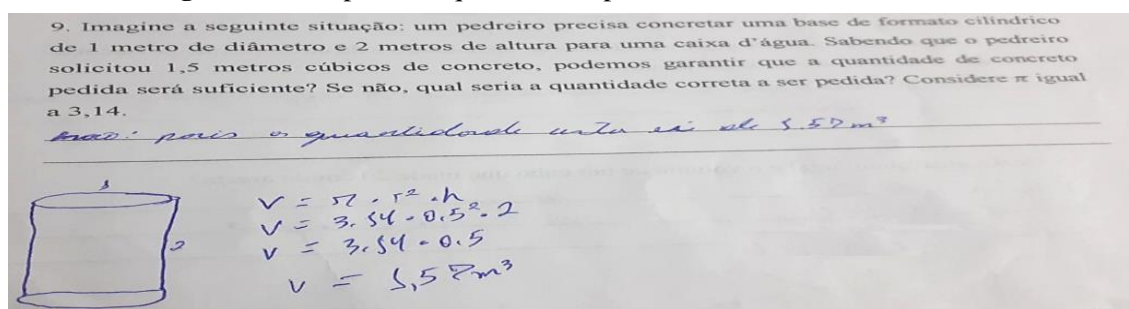 9. Imagine a seguinte situação: um pedreiro precisa concretar uma base de formato cilíndrico
de 1 metro de diâmetro e 2 metros de altura para uma caixa d'água. Sabendo que o pedreiro
solicitou 1,5 metros cúbicos de concreto, podemos garantir que a quantidade de concreto
pedida será suficiente? Se não, qual seria a quantidade correta a ser pedida? Considere π igual
a 3,14.
não: pois a quantidade certa é de 1.57 m³
1
2
V = π . r² . h
V = 3.14 . 0.5² . 2
V = 3.14 . 0.5
V = 1,57 m³